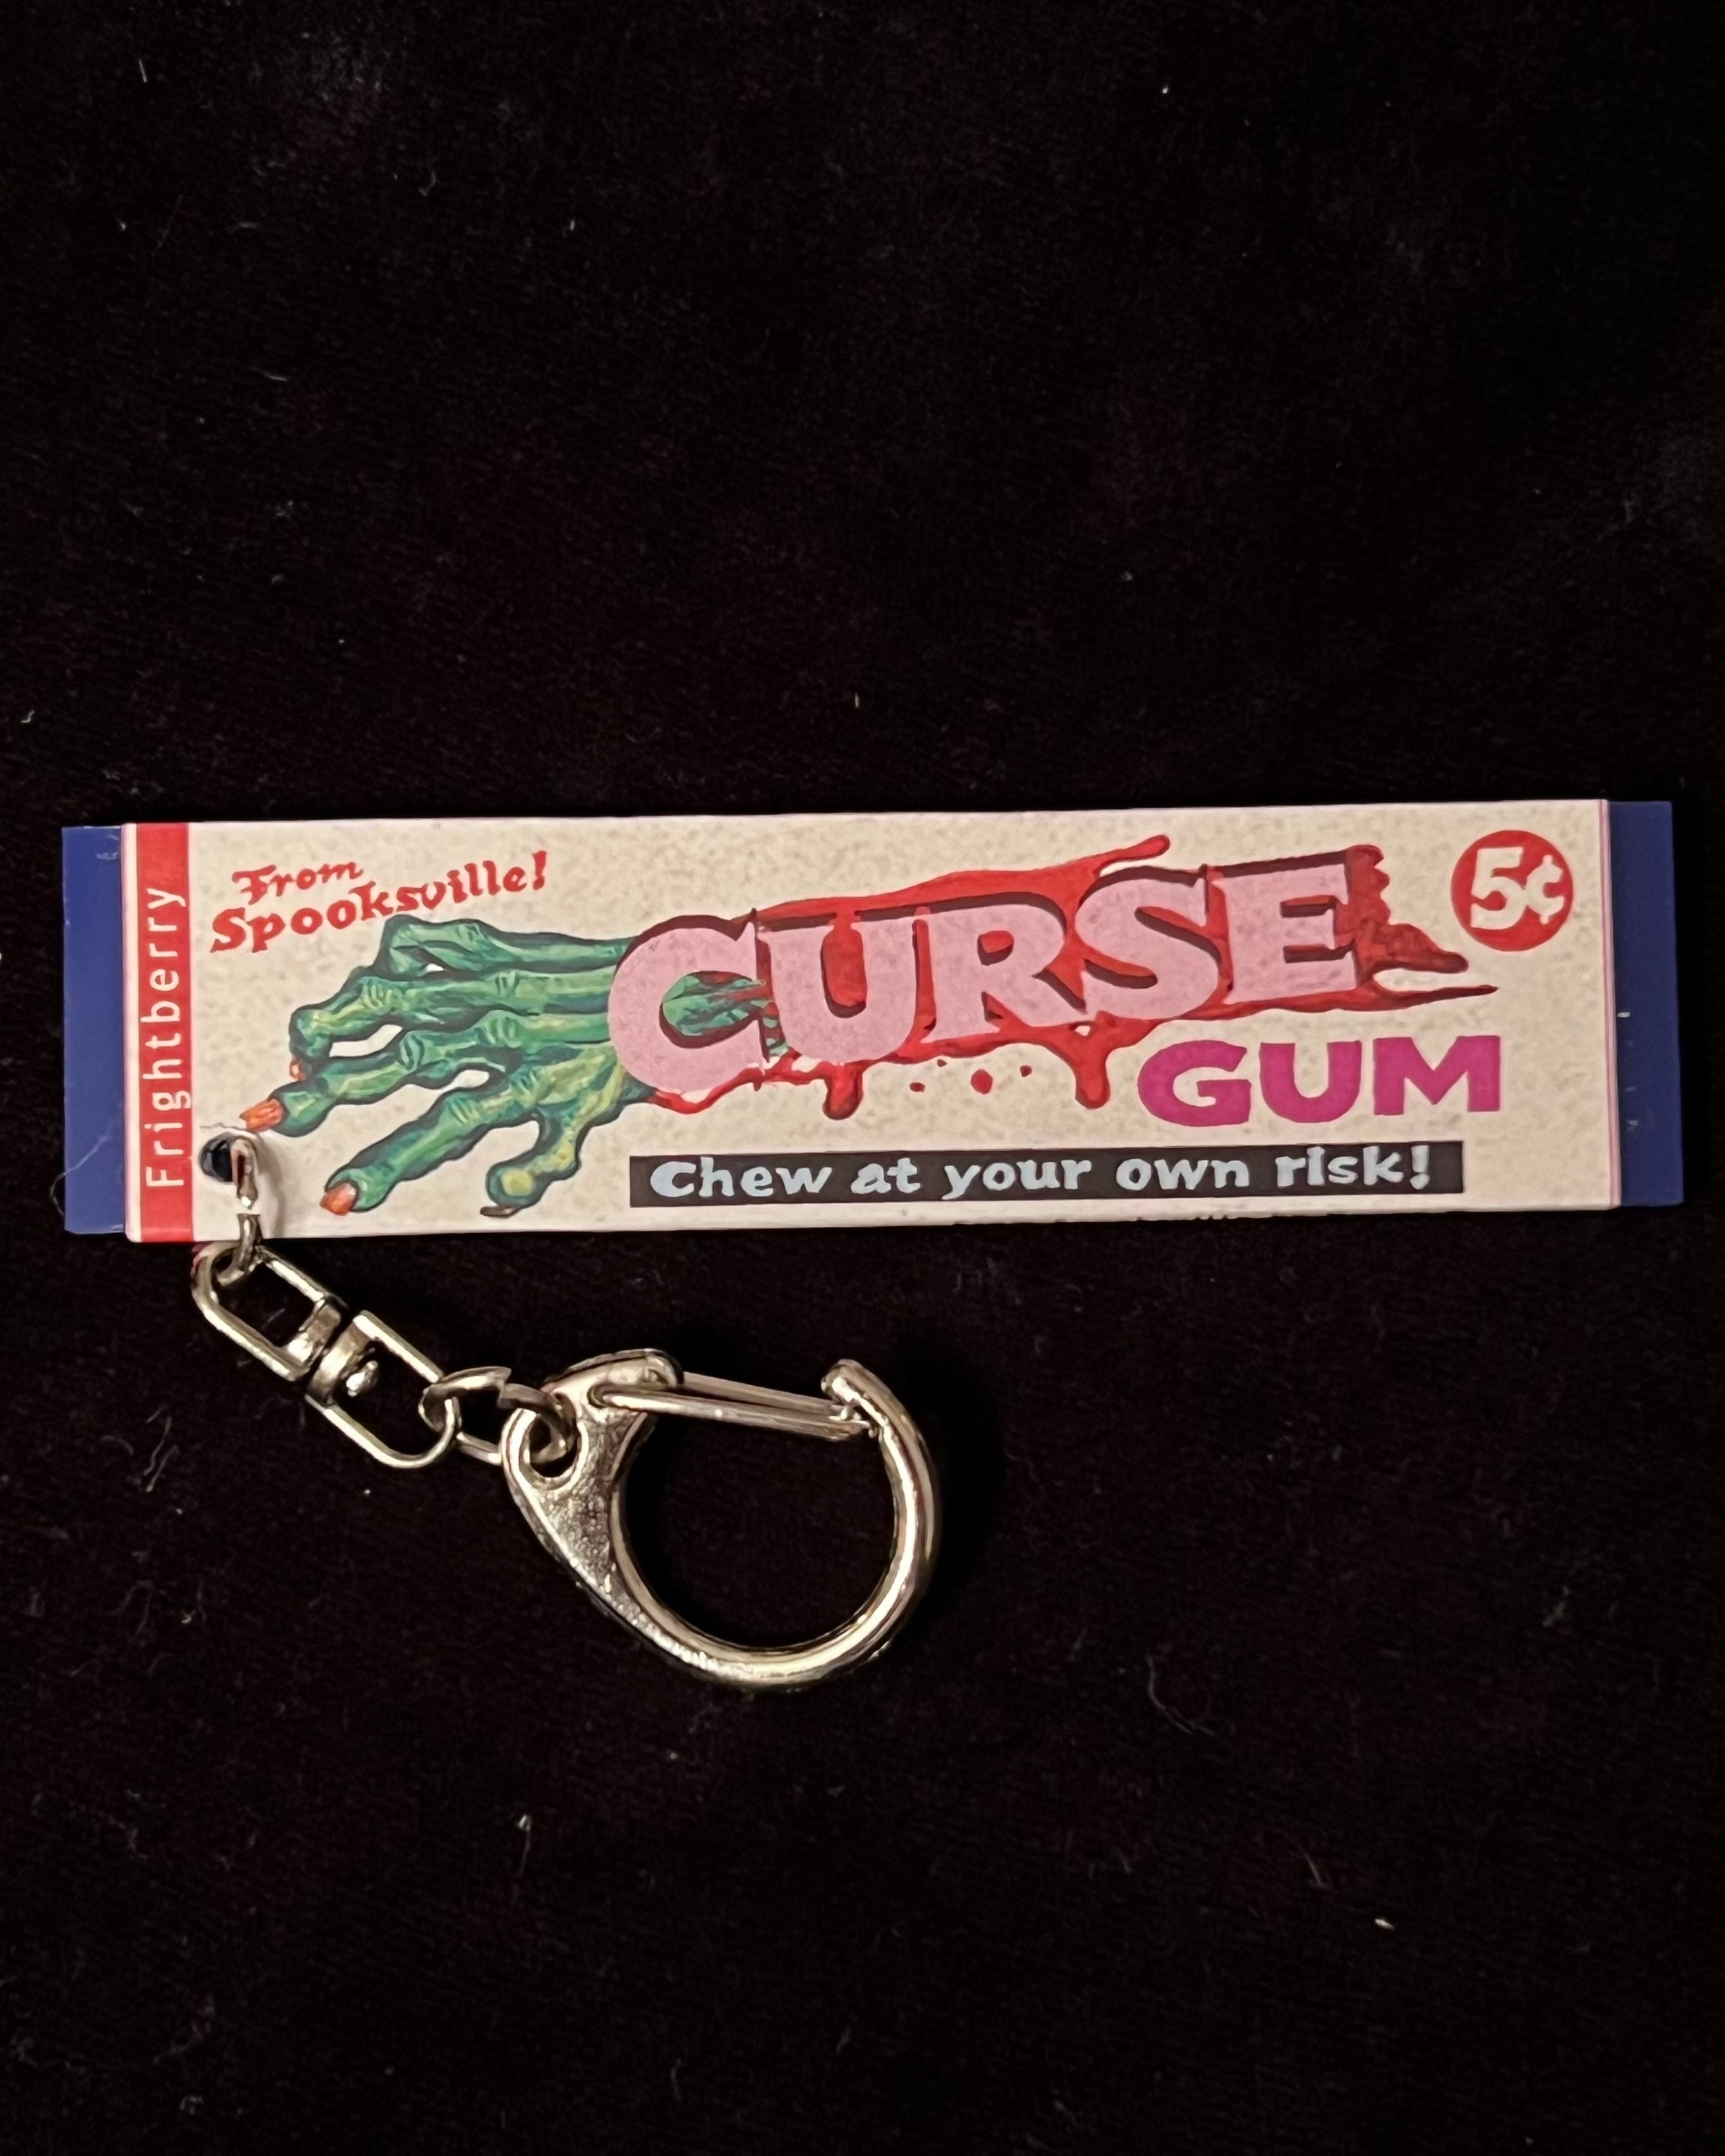 Frightberry
From
Spooksville!
CURSE
GUM
5¢
Chew at your own risk!